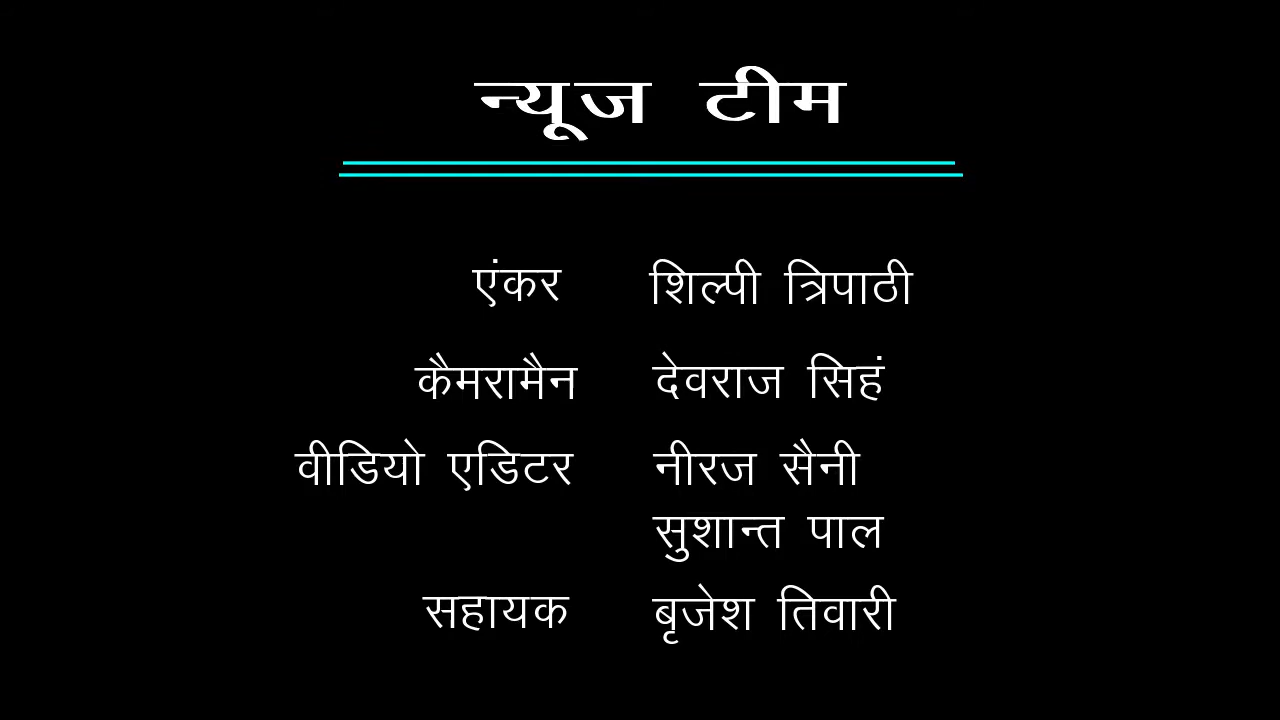 न्यूज टीम
एंकर शिल्पी त्रिपाठी
कैमरामैन देवराज सिहं
वीडियो एडिटर नीरज सैनी
सुशान्त पाल
सहायक बृजेश तिवारी